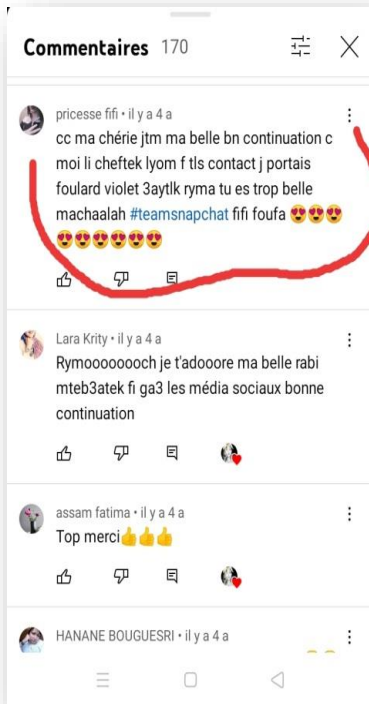 Commentaires 170
pricesse fifi • il y a 4 a
cc ma chérie jtm ma belle bn continuation c
moi li cheftek lyom f tls contact j portais
foulard violet 3aytlk ryma tu es trop belle
machaalah #teamsnapchat fifi foufa 😍😍😍
😍😍😍😍😍😍
Lara Krity • il y a 4 a
Rymooooooooch je t'adooore ma belle rabi
mteb3atek fi ga3 les média sociaux bonne
continuation
assam fatima • il y a 4 a
Top merci👍👍👍
HANANE BOUGUESRI • il y a 4 a